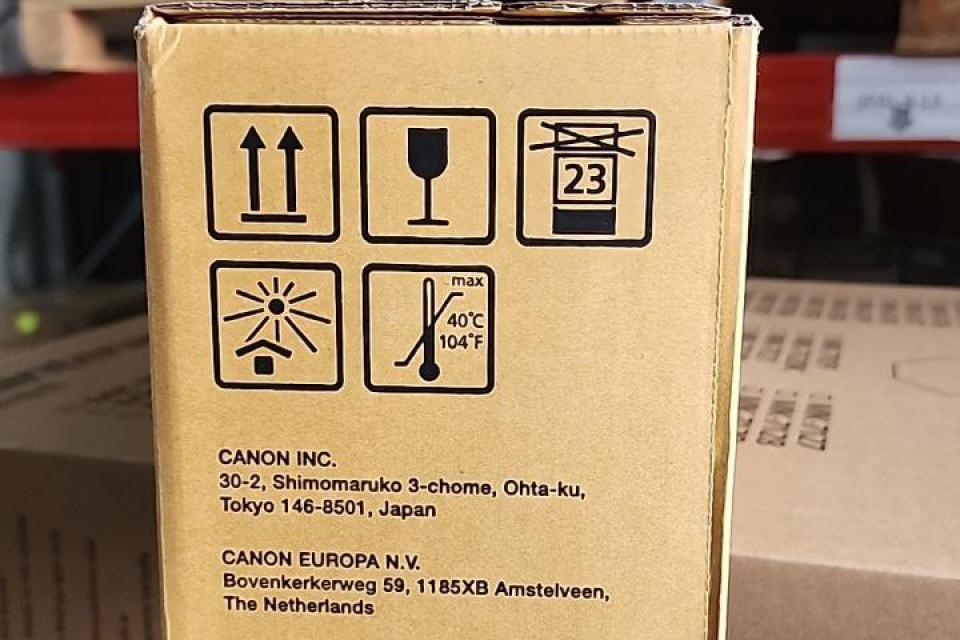 23
max
40°C
104°F
CANON INC.
30-2, Shimomaruko 3-chome, Ohta-ku,
Tokyo 146-8501, Japan
CANON EUROPA N.V.
Bovenkerkerweg 59, 1185XB Amstelveen,
The Netherlands